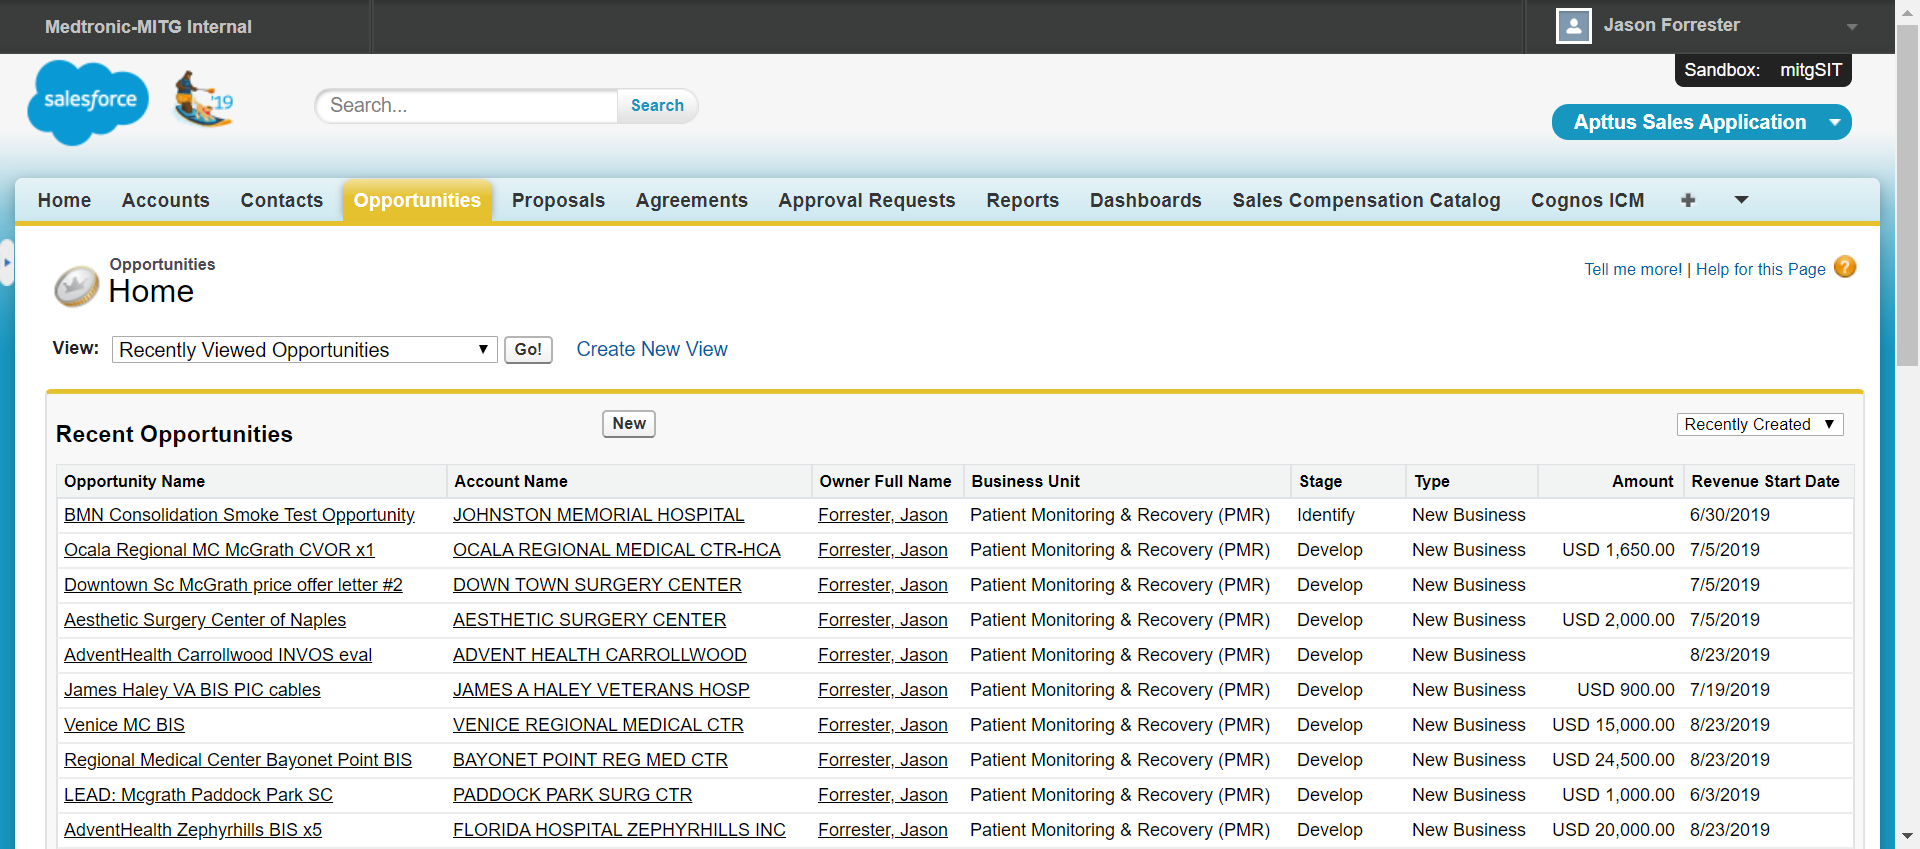 Medtronic-MITG Internal
Jason Forrester
Sandbox: mitgSIT
salesforce
'19
Search...
Search
Apttus Sales Application
Home Accounts Contacts Opportunities Proposals Agreements Approval Requests Reports Dashboards Sales Compensation Catalog Cognos ICM +
Opportunities
Home
Tell me more! | Help for this Page ?
View: Recently Viewed Opportunities Go! Create New View
Recent Opportunities New Recently Created
Opportunity Name Account Name Owner Full Name Business Unit Stage Type Amount Revenue Start Date
BMN Consolidation Smoke Test Opportunity JOHNSTON MEMORIAL HOSPITAL Forrester, Jason Patient Monitoring & Recovery (PMR) Identify New Business 6/30/2019
Ocala Regional MC McGrath CVOR x1 OCALA REGIONAL MEDICAL CTR-HCA Forrester, Jason Patient Monitoring & Recovery (PMR) Develop New Business USD 1,650.00 7/5/2019
Downtown Sc McGrath price offer letter #2 DOWN TOWN SURGERY CENTER Forrester, Jason Patient Monitoring & Recovery (PMR) Develop New Business 7/5/2019
Aesthetic Surgery Center of Naples AESTHETIC SURGERY CENTER Forrester, Jason Patient Monitoring & Recovery (PMR) Develop New Business USD 2,000.00 7/5/2019
AdventHealth Carrollwood INVOS eval ADVENT HEALTH CARROLLWOOD Forrester, Jason Patient Monitoring & Recovery (PMR) Develop New Business 8/23/2019
James Haley VA BIS PIC cables JAMES A HALEY VETERANS HOSP Forrester, Jason Patient Monitoring & Recovery (PMR) Develop New Business USD 900.00 7/19/2019
Venice MC BIS VENICE REGIONAL MEDICAL CTR Forrester, Jason Patient Monitoring & Recovery (PMR) Develop New Business USD 15,000.00 8/23/2019
Regional Medical Center Bayonet Point BIS BAYONET POINT REG MED CTR Forrester, Jason Patient Monitoring & Recovery (PMR) Develop New Business USD 24,500.00 8/23/2019
LEAD: Mcgrath Paddock Park SC PADDOCK PARK SURG CTR Forrester, Jason Patient Monitoring & Recovery (PMR) Develop New Business USD 1,000.00 6/3/2019
AdventHealth Zephyrhills BIS x5 FLORIDA HOSPITAL ZEPHYRHILLS INC Forrester, Jason Patient Monitoring & Recovery (PMR) Develop New Business USD 20,000.00 8/23/2019